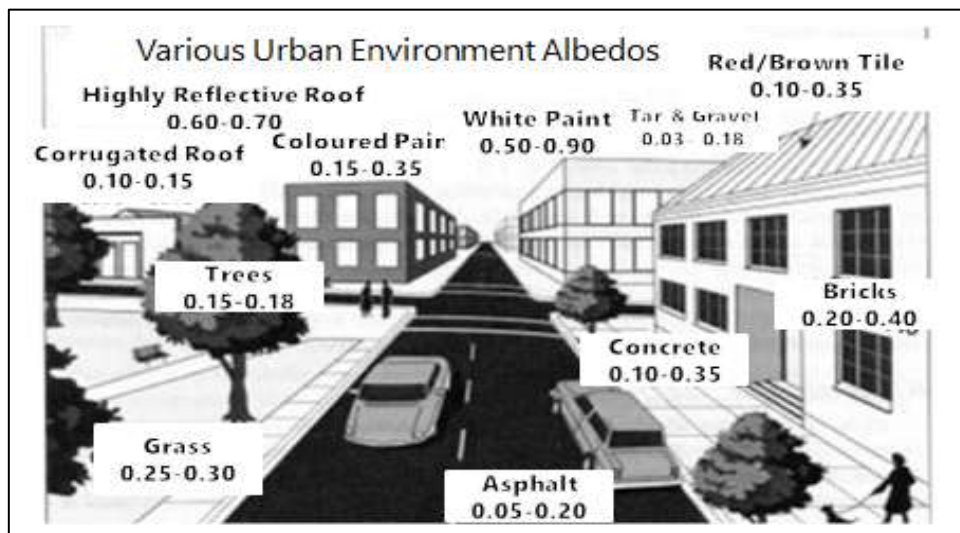 Various Urban Environment Albedos
Red/Brown Tile
0.10-0.35
Highly Reflective Roof
0.60-0.70
White Paint
0.50-0.90
Tar & Gravel
0.03- 0.18
Coloured Pair
0.15-0.35
Corrugated Roof
0.10-0.15
Trees
0.15-0.18
Bricks
0.20-0.40
Concrete
0.10-0.35
Grass
0.25-0.30
Asphalt
0.05-0.20